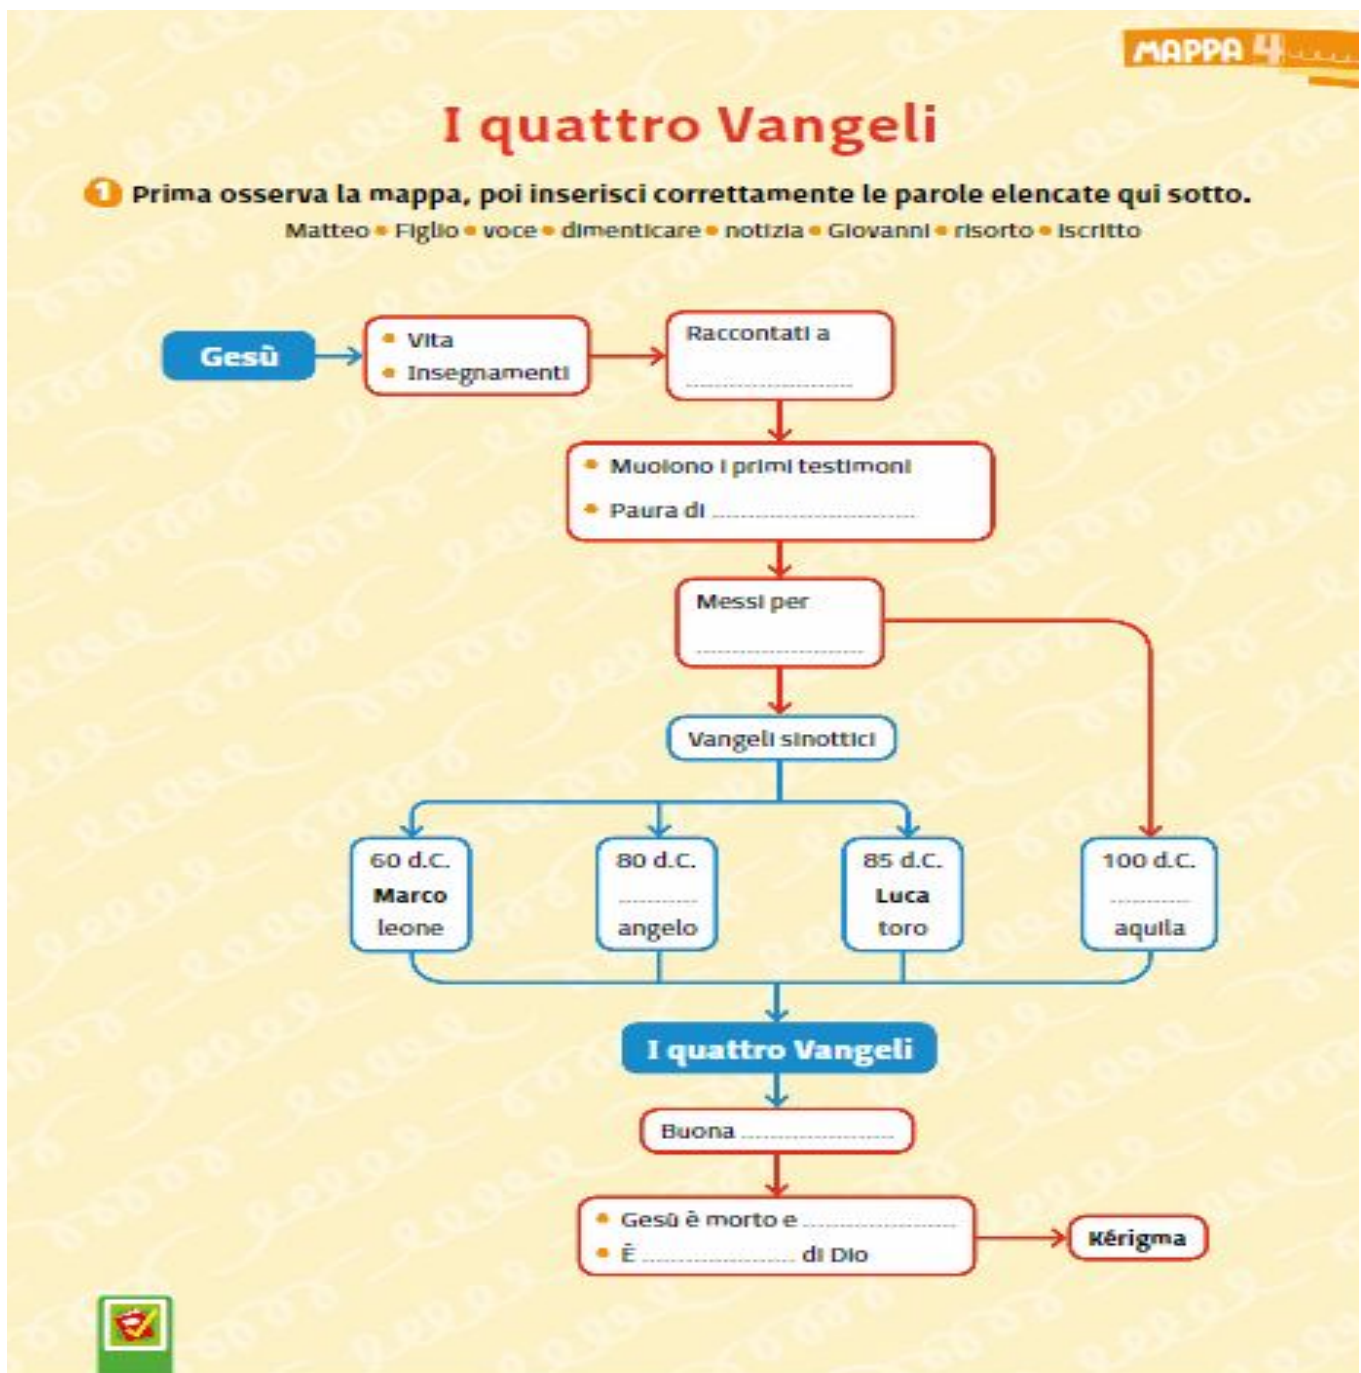 MAPPA 4
I quattro Vangeli
1 Prima osserva la mappa, poi inserisci correttamente le parole elencate qui sotto.
Matteo • Figlio • voce • dimenticare • notizia • Giovanni • risorto • iscritto
Gesù
• Vita
• Insegnamenti
Raccontati a
....................
• Muoiono i primi testimoni
• Paura di ....................
Messi per
....................
Vangeli sinottici
60 d.C.
Marco
leone
80 d.C.
............
angelo
85 d.C.
Luca
toro
100 d.C.
............
aquila
I quattro Vangeli
Buona ....................
• Gesù è morto e ....................
• È .................... di Dio
Kérigma